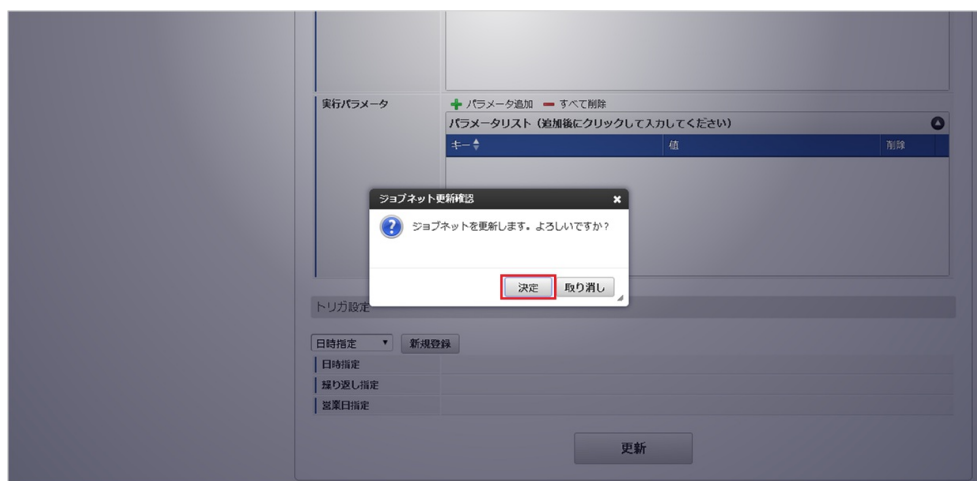 実行パラメータ
パラメータ追加 すべて削除
パラメータリスト（追加後にクリックして入力してください）
キー 値 削除
ジョブネット更新確認
ジョブネットを更新します。よろしいですか？
決定 取り消し
トリガ設定
日時指定 新規登録
日時指定
繰り返し指定
営業日指定
更新